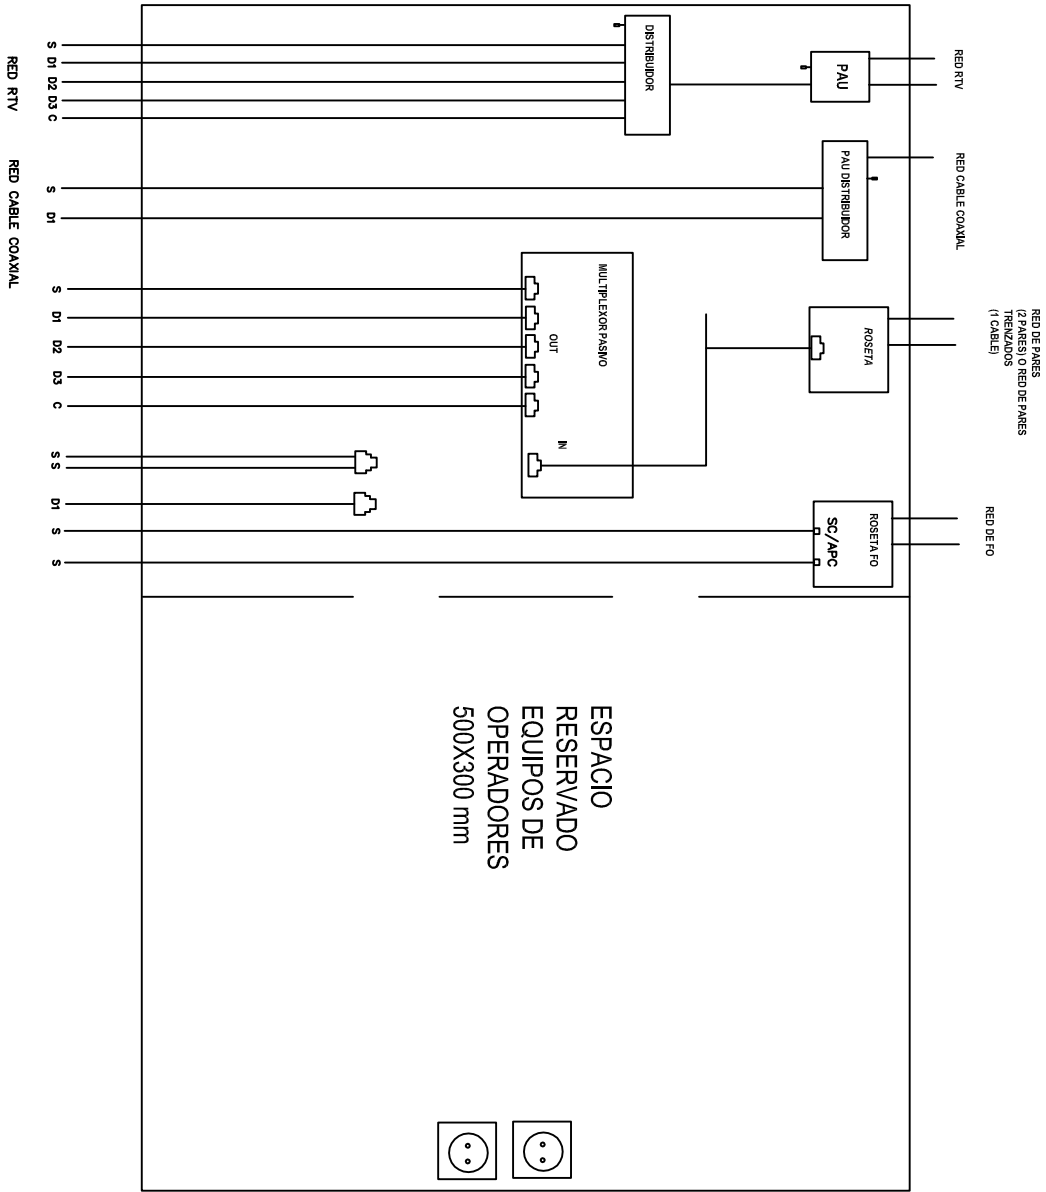 RED RTV
RED CABLE COAXIAL
RED DE PARES
(2 PARES) O RED DE PARES
TRENZADOS
(1 CABLE)
RED DE FO
PAU
PAU DISTRIBUIDOR
ROSETA
ROSETA FO
SC/APC
DISTRIBUIDOR
MULTIPLEXOR PASIVO
OUT
IN
ESPACIO
RESERVADO
EQUIPOS DE
OPERADORES
500X300 mm
S D1 D2 D3 C
S D1
S D1 D2 D3 C
S S D1 S S
RED RTV
RED CABLE COAXIAL